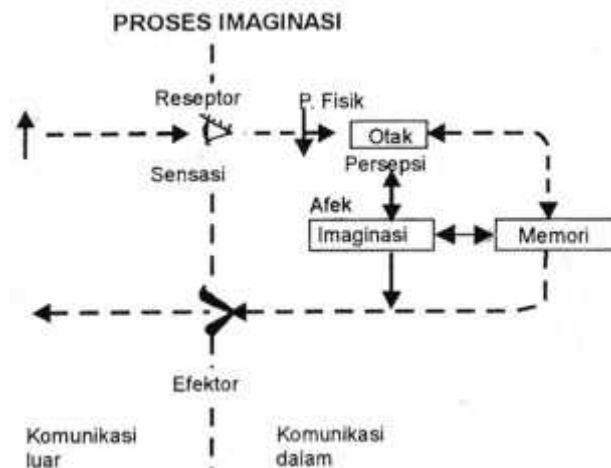 PROSES IMAGINASI
Reseptor
P. Fisik
Otak
Persepsi
Sensasi
Afek
Imaginasi
Memori
Efektor
Komunikasi
luar
Komunikasi
dalam